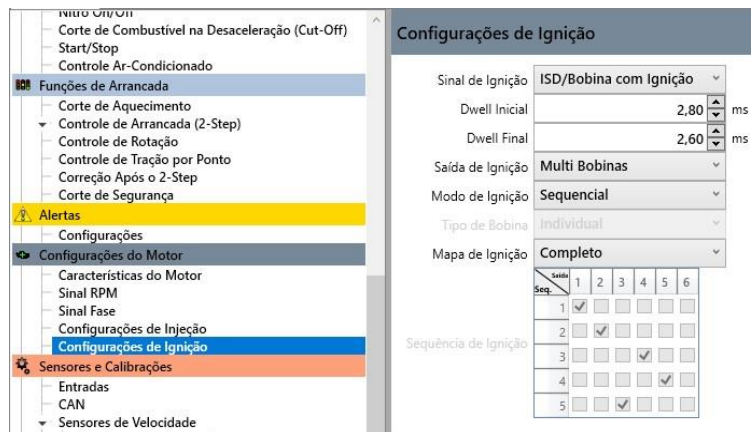 Nitro On/Off
Corte de Combustível na Desaceleração (Cut-Off)
Start/Stop
Controle Ar-Condicionado
Funções de Arrancada
Corte de Aquecimento
Controle de Arrancada (2-Step)
Controle de Rotação
Controle de Tração por Ponto
Correção Após o 2-Step
Corte de Segurança
Alertas
Configurações
Configurações do Motor
Características do Motor
Sinal RPM
Sinal Fase
Configurações de Injeção
Configurações de Ignição
Sensores e Calibrações
Entradas
CAN
Sensores de Velocidade
Configurações de Ignição
Sinal de Ignição ISD/Bobina com Ignição
Dwell Inicial 2,80 ms
Dwell Final 2,60 ms
Saída de Ignição Multi Bobinas
Modo de Ignição Sequencial
Tipo de Bobina Individual
Mapa de Ignição Completo
Saída
Seq. 1 2 3 4 5 6
1
2
Sequência de Ignição
3
4
5